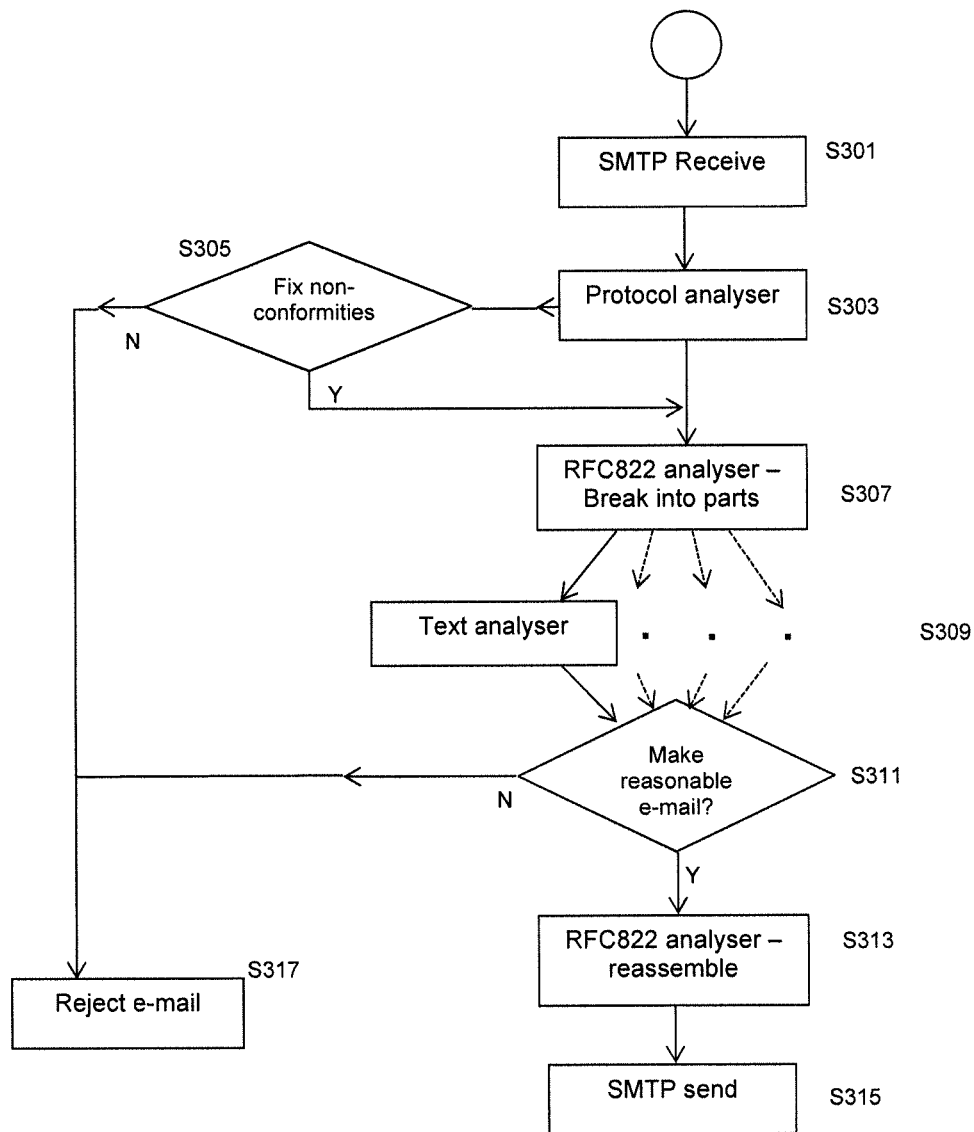 SMTP Receive
S301
S305
Fix non-
conformities
Protocol analyser
S303
N
Y
RFC822 analyser –
Break into parts
S307
Text analyser
S309
Make
reasonable
e-mail?
S311
N
Y
RFC822 analyser –
reassemble
S313
S317
Reject e-mail
SMTP send
S315